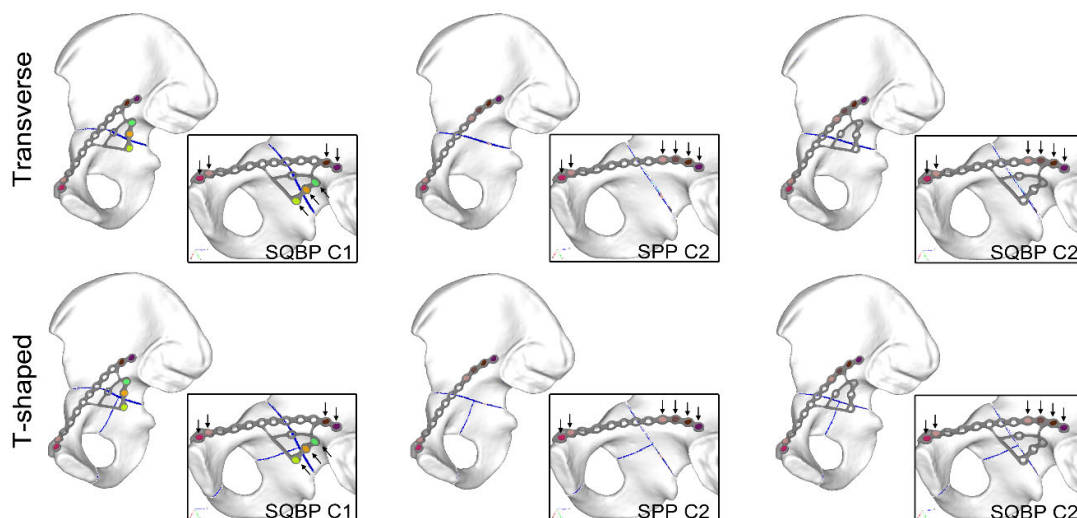 Transverse
SQBP C1
SPP C2
SQBP C2
T-shaped
SQBP C1
SPP C2
SQBP C2